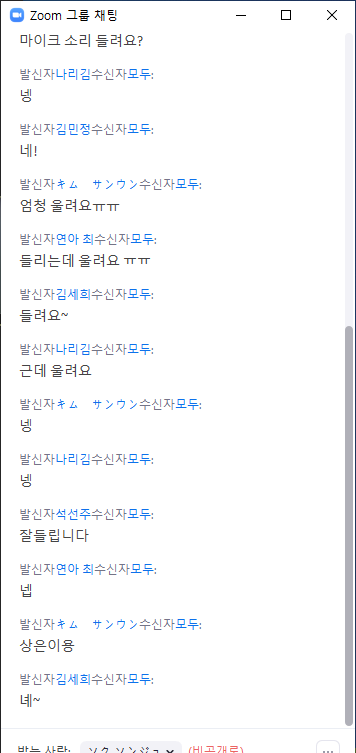 Zoom 그룹 채팅
마이크 소리 들려요?
발신자나리김수신자모두:
넹
발신자김민정수신자모두:
네!
발신자キム　サンウン수신자모두:
엄청 울려요ㅠㅠ
발신자연아 최수신자모두:
들리는데 울려요 ㅠㅠ
발신자김세희수신자모두:
들려요~
발신자나리김수신자모두:
근데 울려요
발신자キム　サンウン수신자모두:
넹
발신자나리김수신자모두:
넹
발신자석선주수신자모두:
잘들립니다
발신자연아 최수신자모두:
넵
발신자キム　サンウン수신자모두:
상은이용
발신자김세희수신자모두:
녜~
받는 사람: ソク ソンジュ (비공개로)